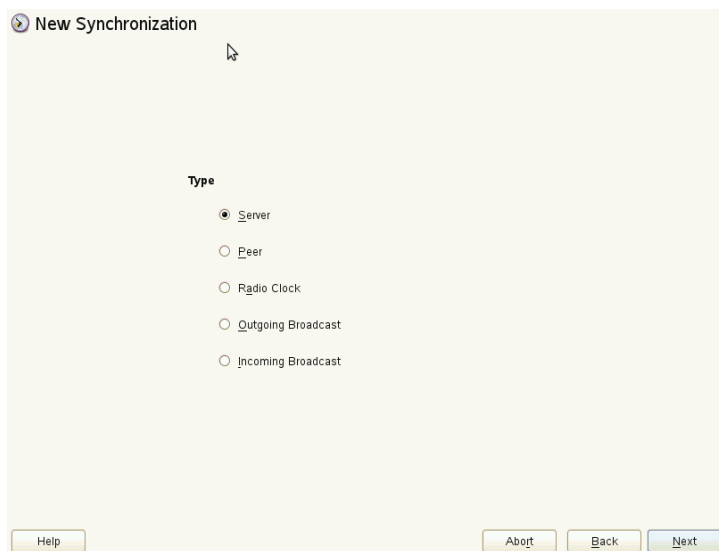 New Synchronization
Type
Server
Peer
Radio Clock
Outgoing Broadcast
Incoming Broadcast
Help
Abort
Back
Next